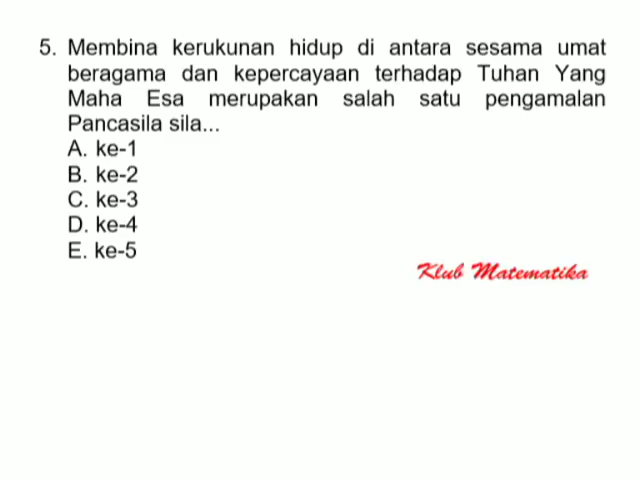 5. Membina kerukunan hidup di antara sesama umat
beragama dan kepercayaan terhadap Tuhan Yang
Maha Esa merupakan salah satu pengamalan
Pancasila sila...
A. ke-1
B. ke-2
C. ke-3
D. ke-4
E. ke-5
Klub Matematika